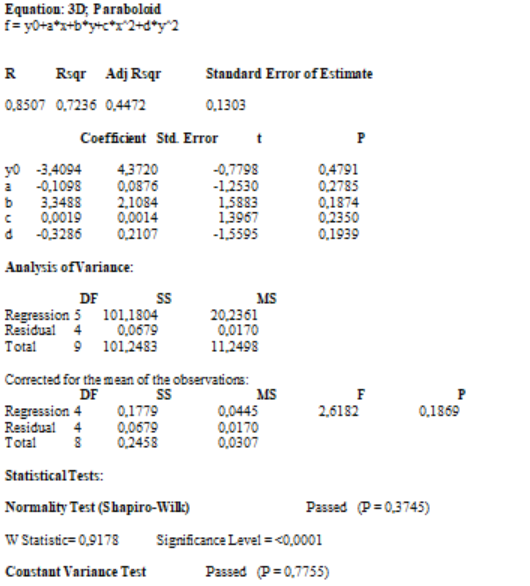 Equation: 3D; Paraboloid
f= y0+a*x+b*y+c*x^2+d*y^2
R Rsqr Adj Rsqr Standard Error of Estimate
0,8507 0,7236 0,4472 0,1303
Coefficient Std. Error t P
y0 -3,4094 4,3720 -0,7798 0,4791
a -0,1098 0,0876 -1,2530 0,2785
b 3,3488 2,1084 1,5883 0,1874
c 0,0019 0,0014 1,3967 0,2350
d -0,3286 0,2107 -1,5595 0,1939
Analysis of Variance:
DF SS MS
Regression 5 101,1804 20,2361
Residual 4 0,0679 0,0170
Total 9 101,2483 11,2498
Corrected for the mean of the observations:
DF SS MS F P
Regression 4 0,1779 0,0445 2,6182 0,1869
Residual 4 0,0679 0,0170
Total 8 0,2458 0,0307
Statistical Tests:
Normality Test (Shapiro-Wilk) Passed (P = 0,3745)
W Statistic= 0,9178 Significance Level = <0,0001
Constant Variance Test Passed (P = 0,7755)